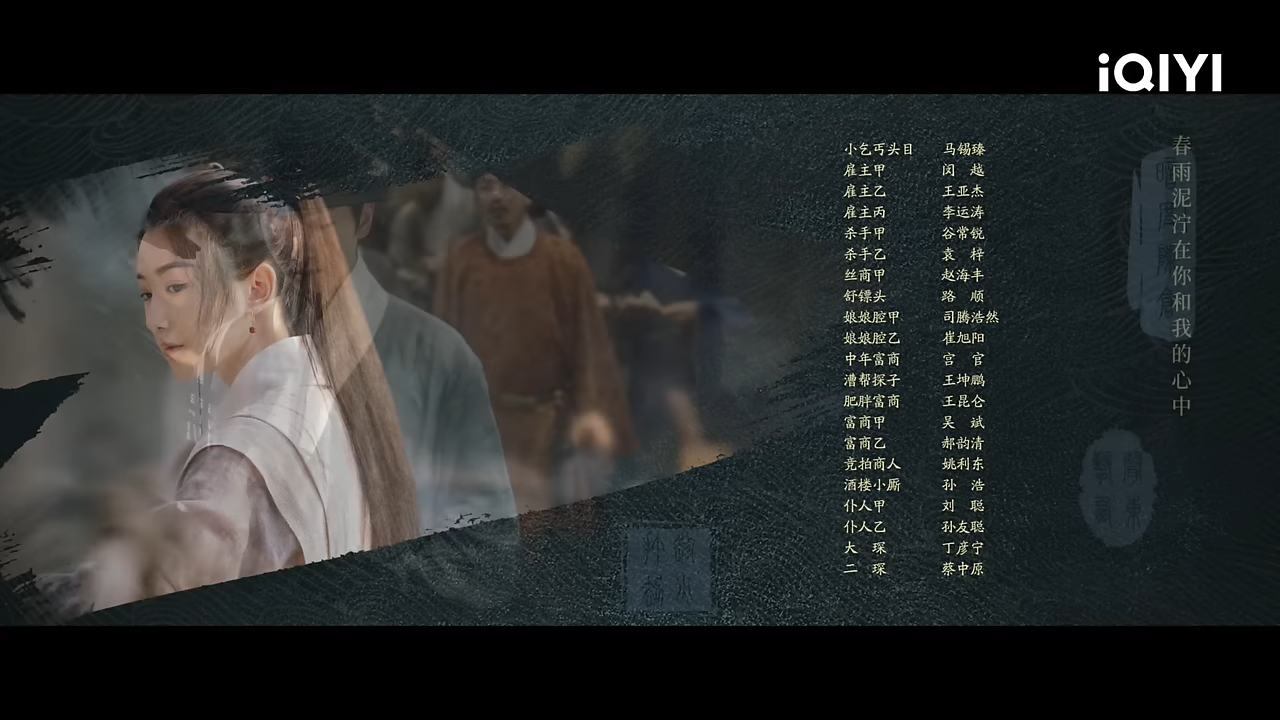 iQIYI
小乞丐头目 马锡臻
雇主甲 闵越
雇主乙 王亚杰
雇主丙 李运涛
杀手甲 谷常锐
杀手乙 袁梓
丝商甲 赵海丰
舒镖头 路顺
娘娘腔甲 司腾浩然
娘娘腔乙 崔旭阳
中年富商 宫官
漕帮探子 王坤鹏
肥胖富商 王昆仑
富商甲 吴斌
富商乙 郝韵清
竞拍商人 姚利东
酒楼小厮 孙浩
仆人甲 刘聪
仆人乙 孙友聪
大琛 丁彦宁
二琛 蔡中原
春雨泥泞在你和我的心中